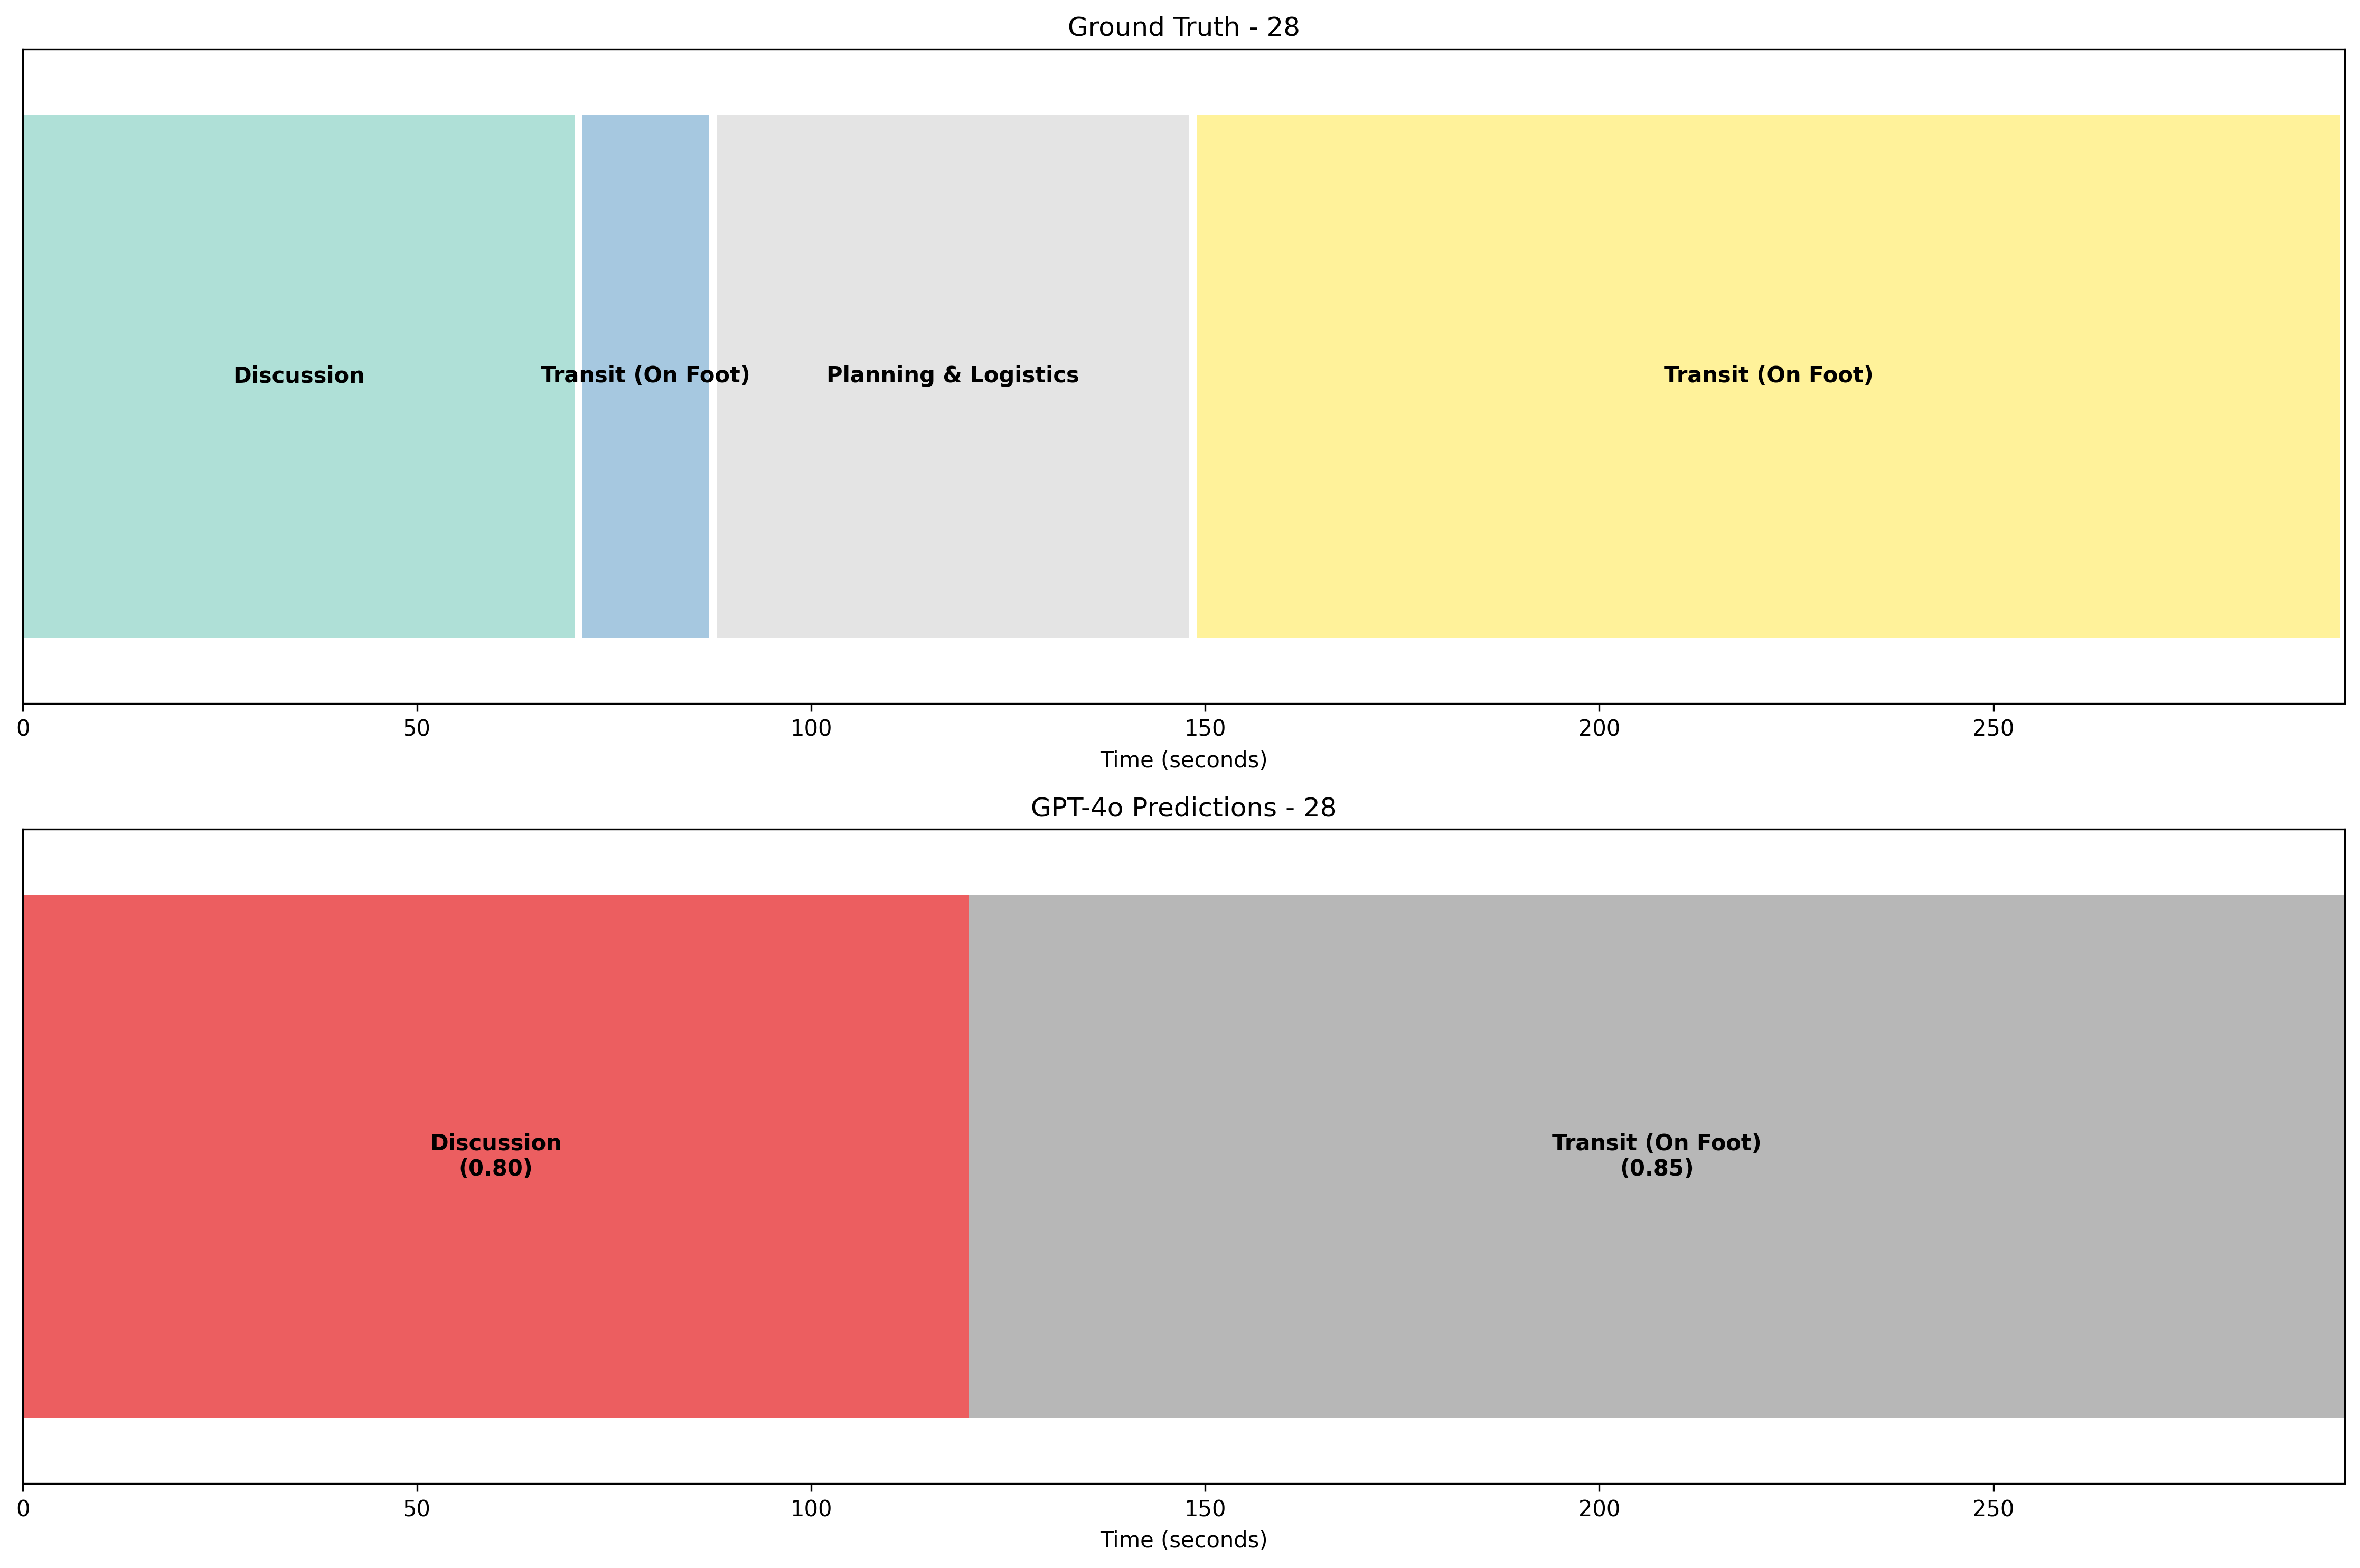 Ground Truth - 28
Discussion
Transit (On Foot)
Planning & Logistics
Transit (On Foot)
0
50
100
150
200
250
Time (seconds)
GPT-4o Predictions - 28
Discussion
(0.80)
Transit (On Foot)
(0.85)
0
50
100
150
200
250
Time (seconds)